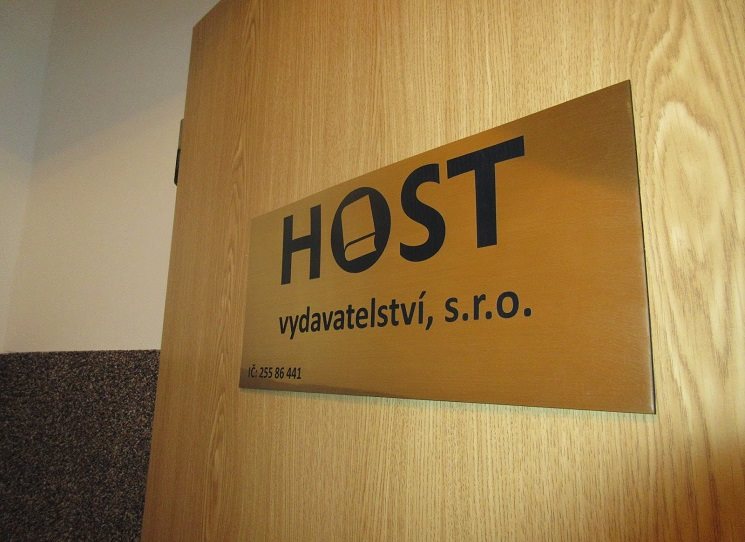 HOST
vydavatelství, s.r.o.
IČ: 255 86 441